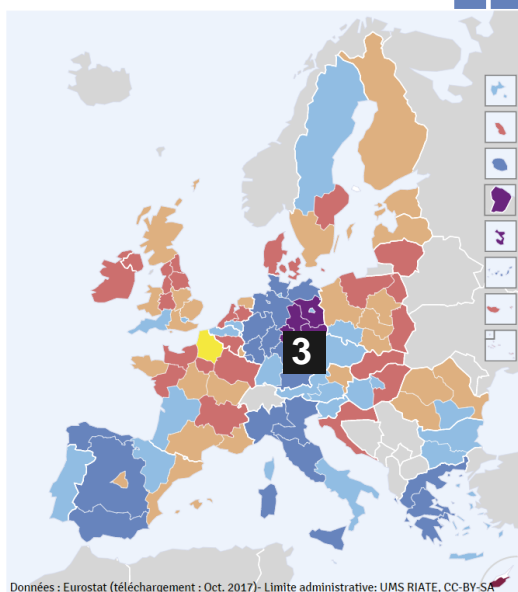 3
Données : Eurostat (téléchargement : Oct. 2017)- Limite administrative: UMS RIATE, CC-BY-SA